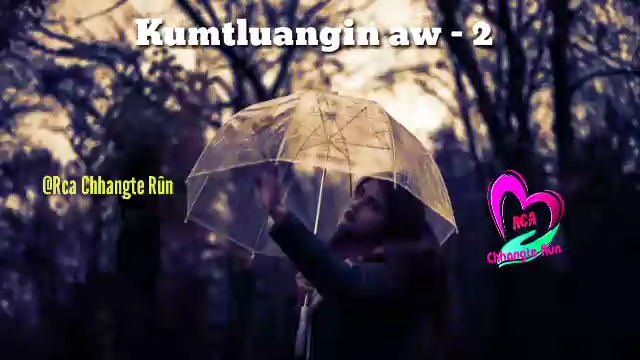 Kumtluangin aw - 2
@Rca Chhangte Rûn
RCA
Chhangte Rûn